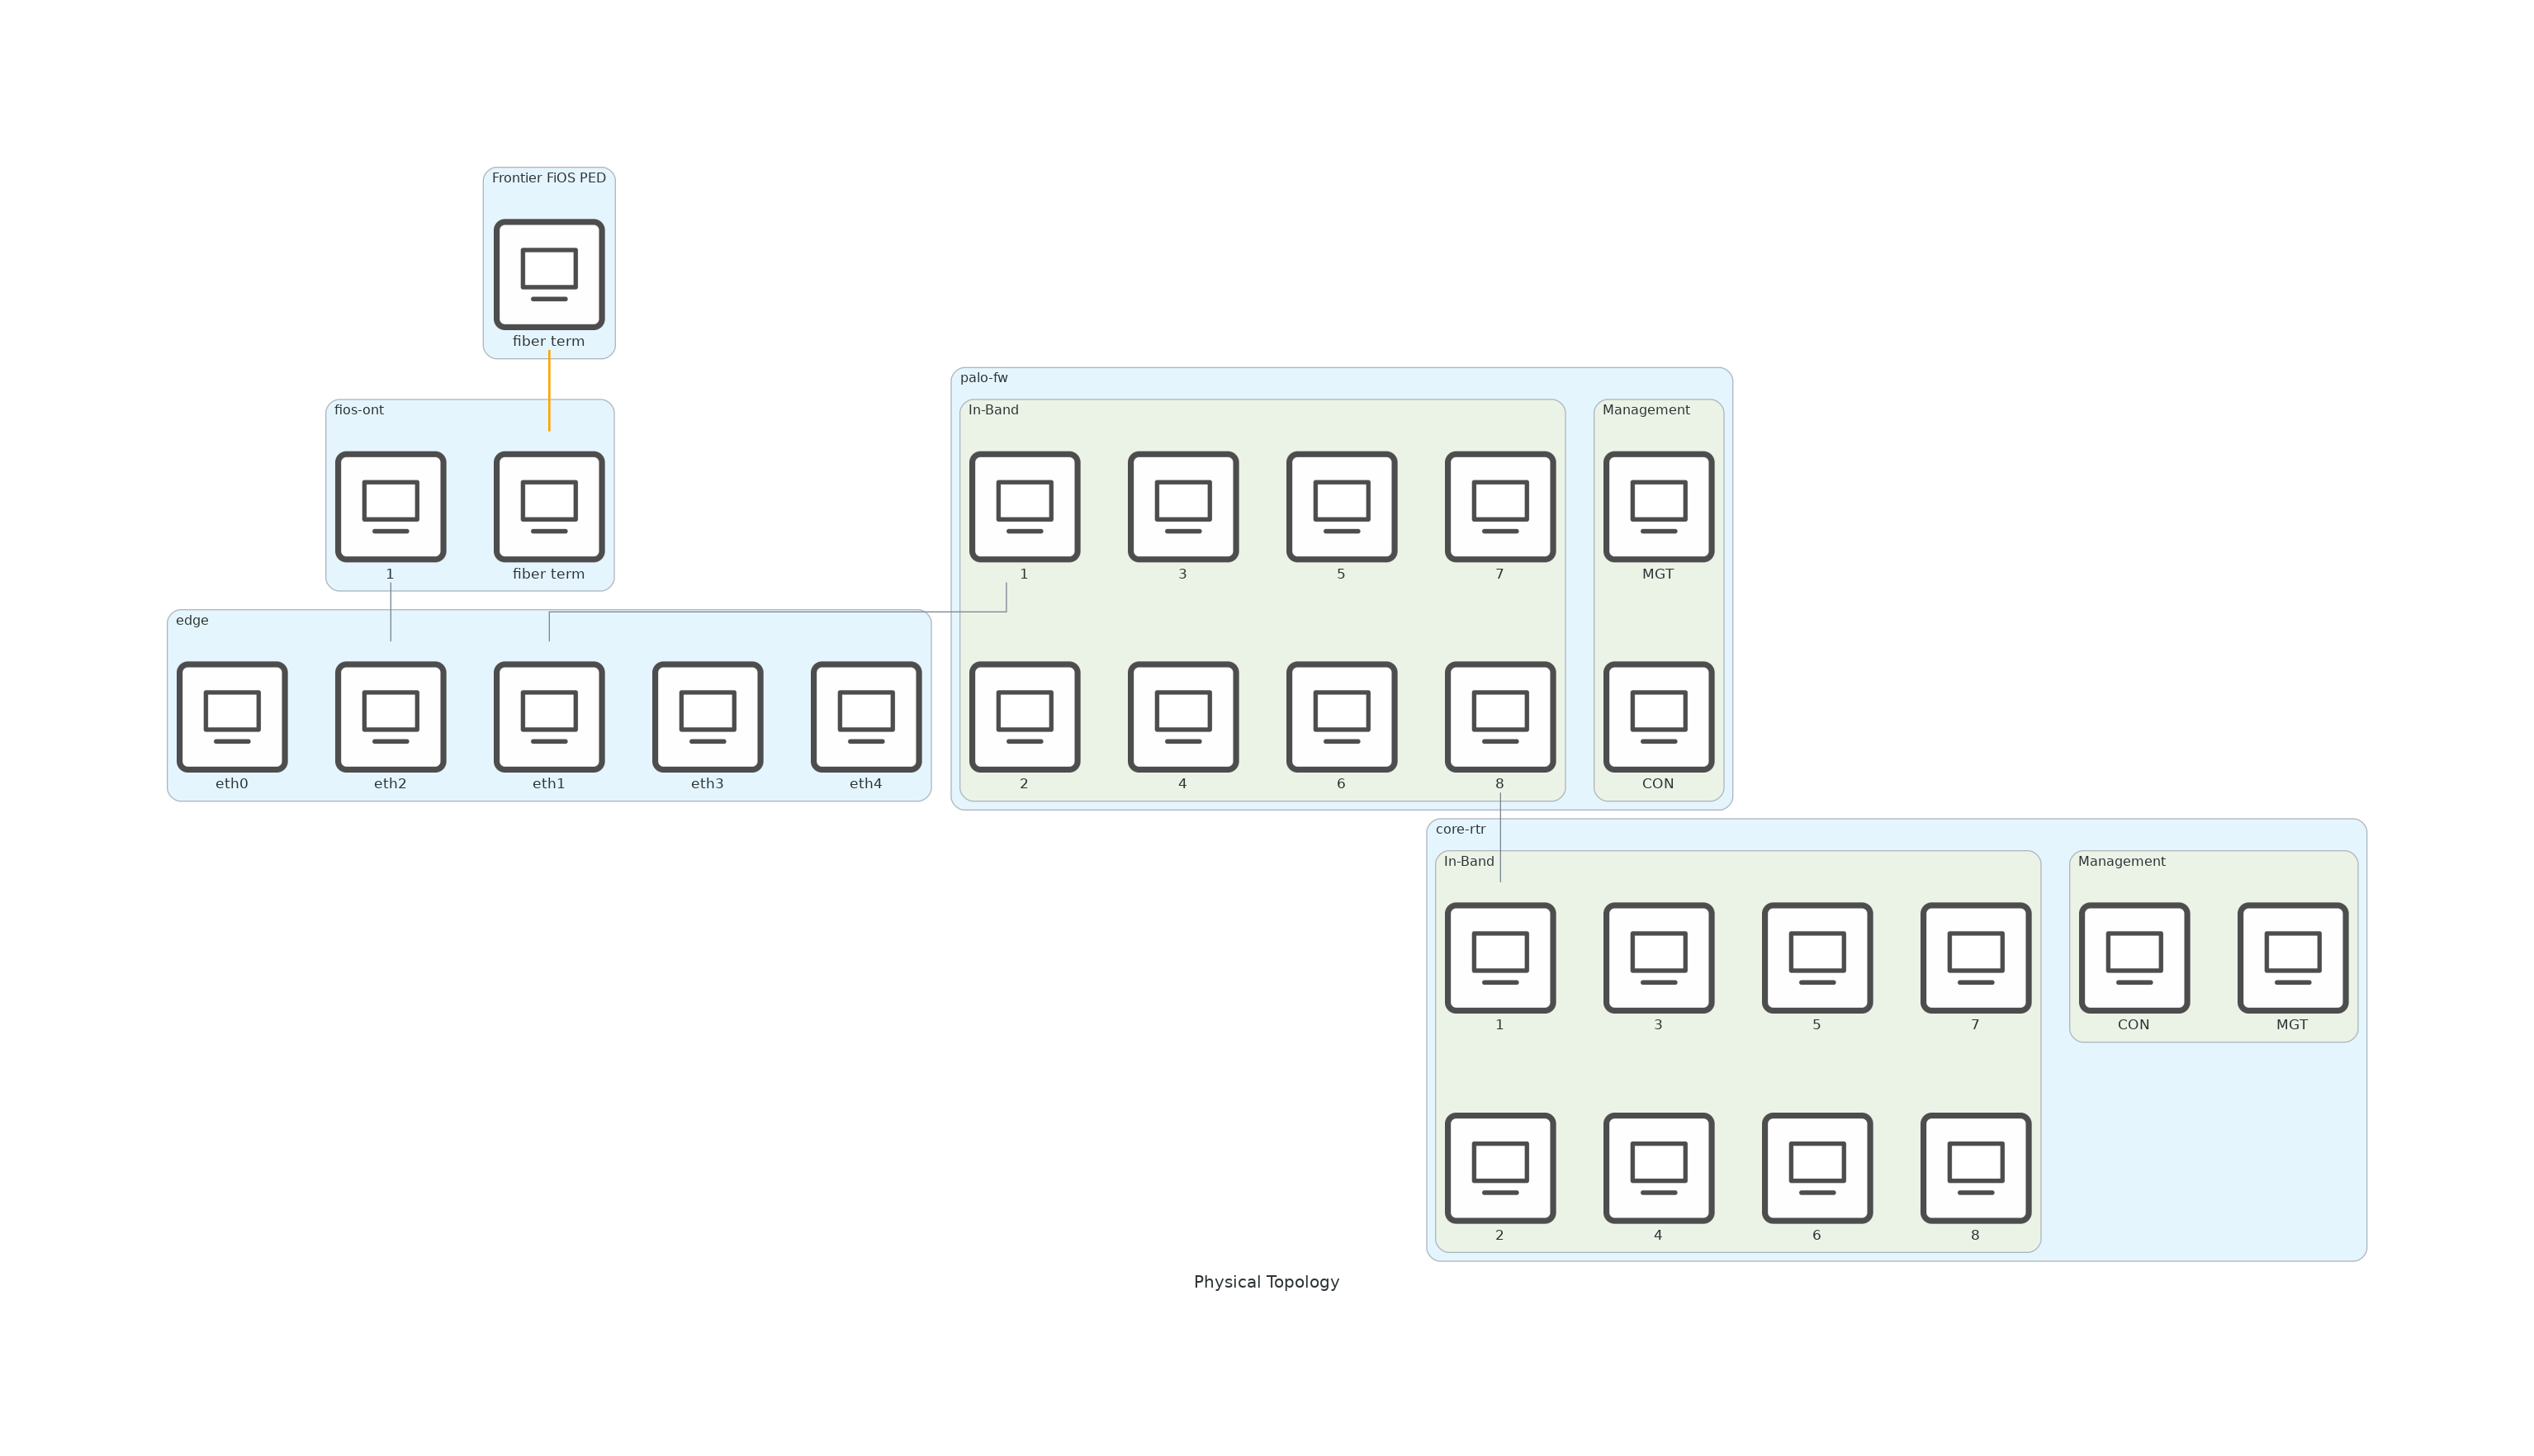 Frontier FiOS PED
fiber term
fios-ont
1
fiber term
edge
eth0
eth2
eth1
eth3
eth4
palo-fw
In-Band
1
3
5
7
2
4
6
8
Management
MGT
CON
core-rtr
In-Band
1
3
5
7
2
4
6
8
Management
CON
MGT
Physical Topology